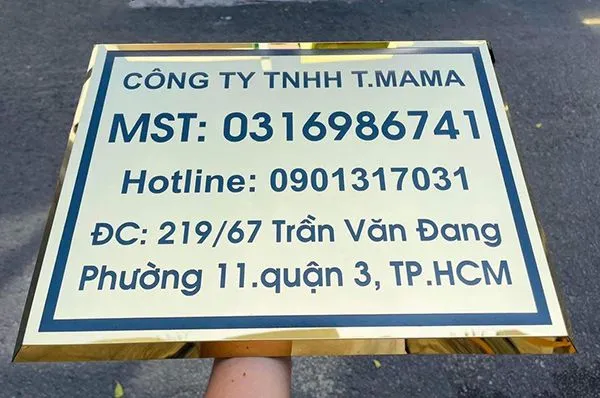 CÔNG TY TNHH T.MAMA
MST: 0316986741
Hotline: 0901317031
ĐC: 219/67 Trần Văn Đang
Phường 11.quận 3, TP.HCM